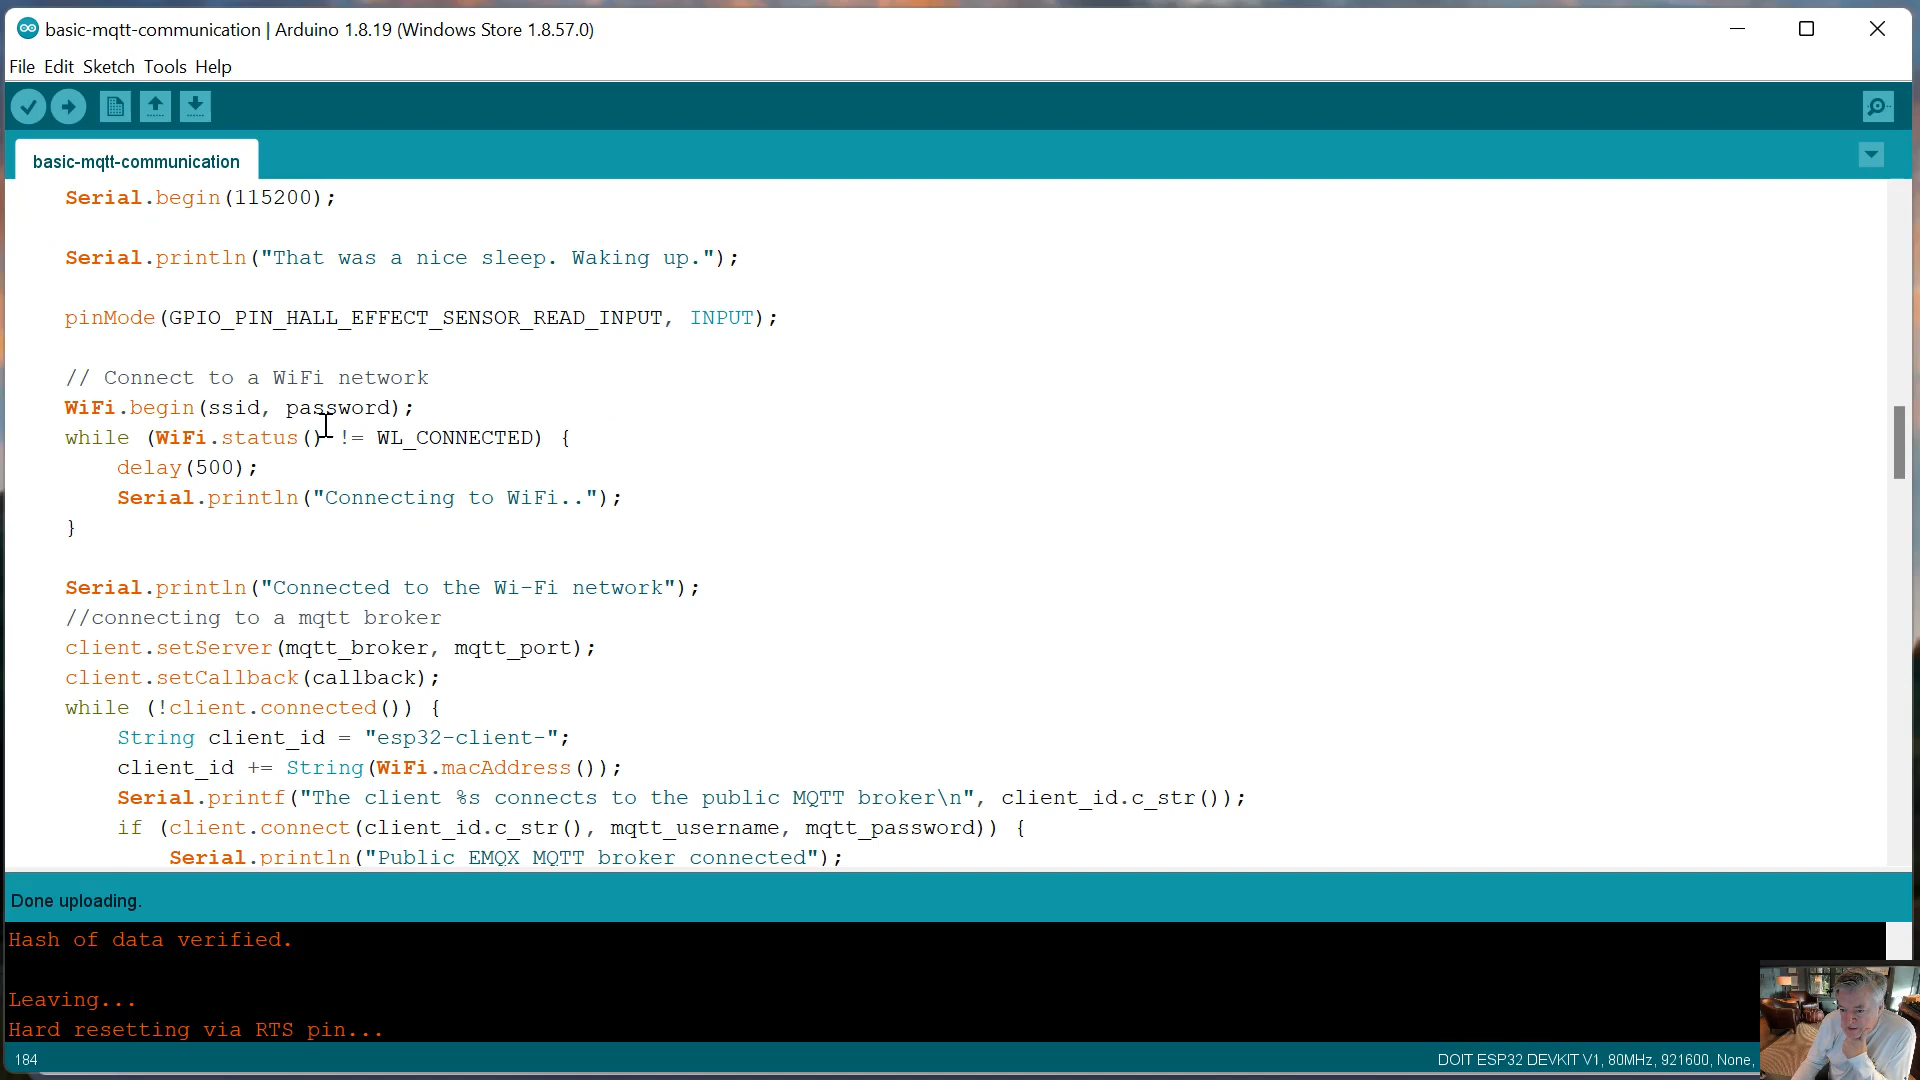 basic-mqtt-communication | Arduino 1.8.19 (Windows Store 1.8.57.0)
File Edit Sketch Tools Help
basic-mqtt-communication
Serial.begin(115200);
Serial.println("That was a nice sleep. Waking up.");
pinMode(GPIO_PIN_HALL_EFFECT_SENSOR_READ_INPUT, INPUT);
// Connect to a WiFi network
WiFi.begin(ssid, password);
while (WiFi.status() != WL_CONNECTED) {
delay(500);
Serial.println("Connecting to WiFi..");
}
Serial.println("Connected to the Wi-Fi network");
//connecting to a mqtt broker
client.setServer(mqtt_broker, mqtt_port);
client.setCallback(callback);
while (!client.connected()) {
String client_id = "esp32-client-";
client_id += String(WiFi.macAddress());
Serial.printf("The client %s connects to the public MQTT broker\n", client_id.c_str());
if (client.connect(client_id.c_str(), mqtt_username, mqtt_password)) {
Serial.println("Public EMQX MQTT broker connected");
Done uploading.
Hash of data verified.
Leaving...
Hard resetting via RTS pin...
184
DOIT ESP32 DEVKIT V1, 80MHz, 921600, None,